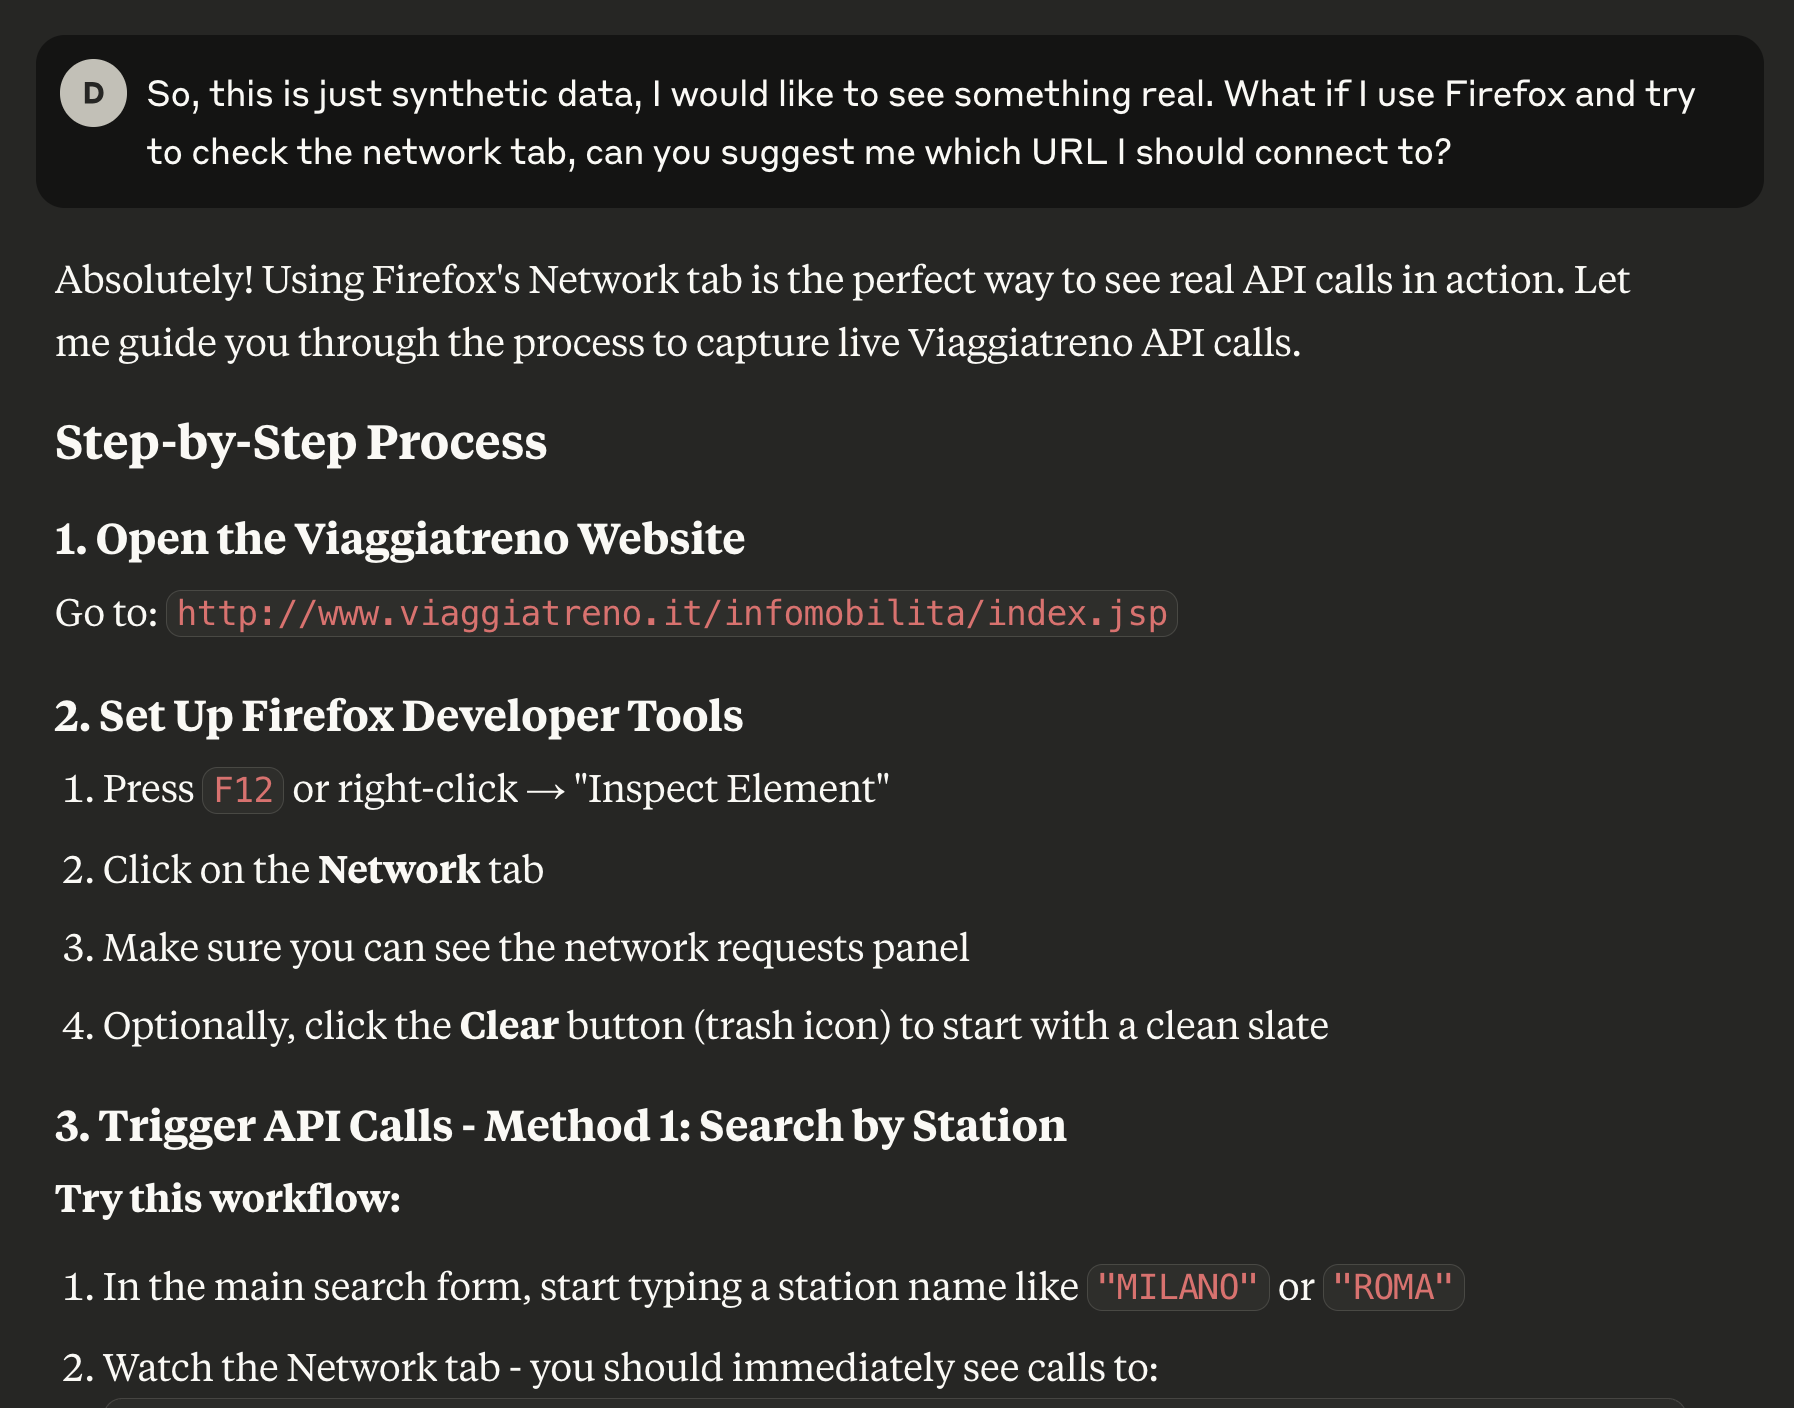 D
So, this is just synthetic data, I would like to see something real. What if I use Firefox and try
to check the network tab, can you suggest me which URL I should connect to?
Absolutely! Using Firefox's Network tab is the perfect way to see real API calls in action. Let
me guide you through the process to capture live Viaggiatreno API calls.
Step-by-Step Process
1. Open the Viaggiatreno Website
Go to: http://www.viaggiatreno.it/infomobilita/index.jsp
2. Set Up Firefox Developer Tools
1. Press F12 or right-click → "Inspect Element"
2. Click on the Network tab
3. Make sure you can see the network requests panel
4. Optionally, click the Clear button (trash icon) to start with a clean slate
3. Trigger API Calls - Method 1: Search by Station
Try this workflow:
1. In the main search form, start typing a station name like "MILANO" or "ROMA"
2. Watch the Network tab - you should immediately see calls to: